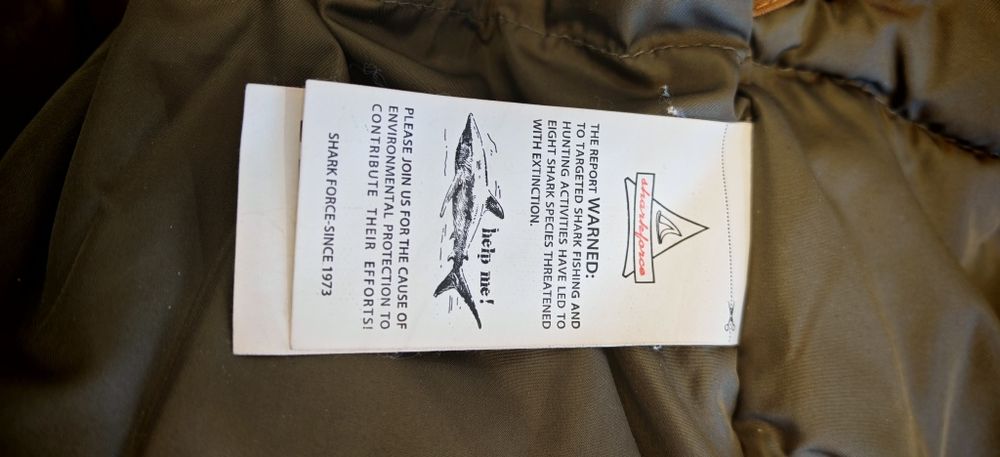 sharkforce
THE REPORT WARNED:
TO TARGETED SHARK FISHING AND
HUNTING ACTIVITIES HAVE LED TO
EIGHT SHARK SPECIES THREATENED
WITH EXTINCTION.
help me!
PLEASE JOIN US FOR THE CAUSE OF
ENVIRONMENTAL PROTECTION TO
CONTRIBUTE THEIR EFFORTS!
SHARK FORCE-SINCE 1973